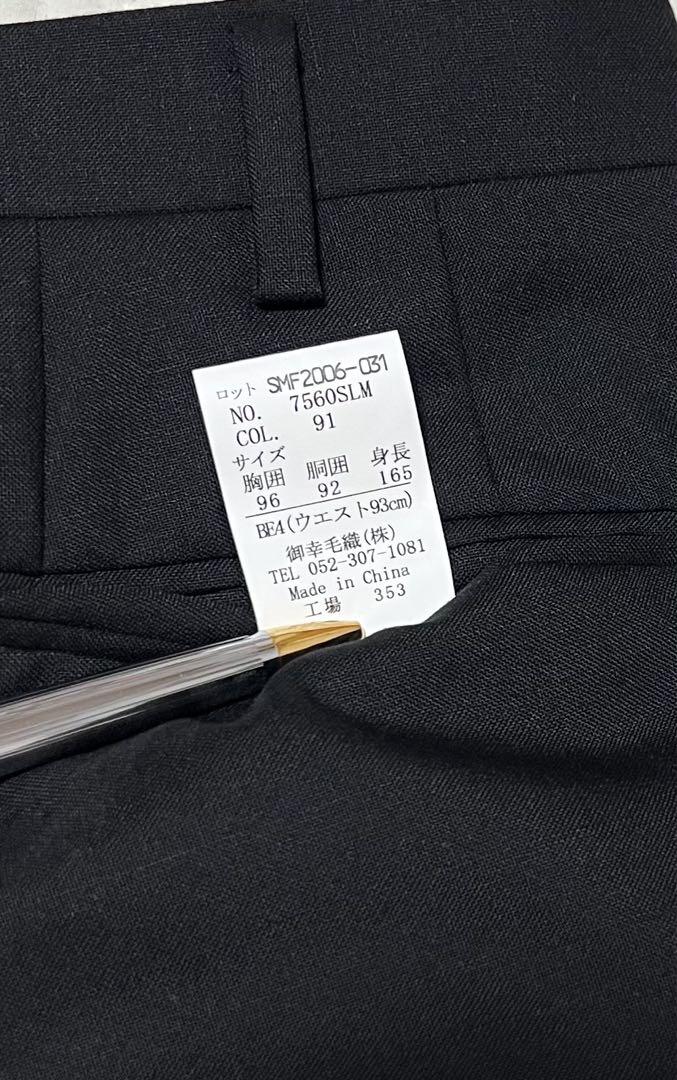 ロット SMF2006-031
NO. 7560SLM
COL. 91
サイズ
胸囲 胴囲 身長
96 92 165
BE4(ウエスト93cm)
御幸毛織(株)
TEL 052-307-1081
Made in China
工場 353